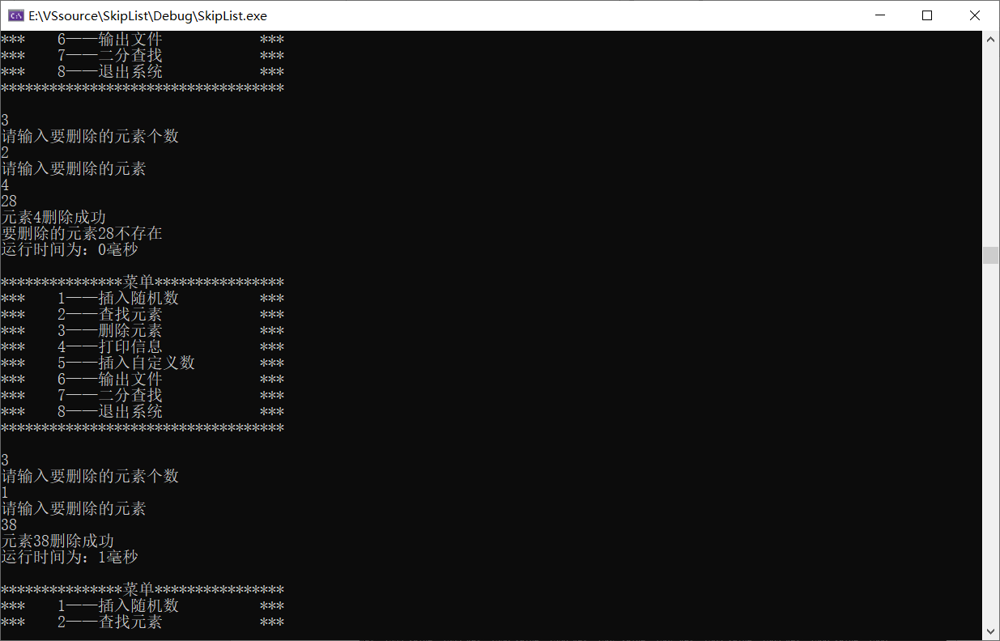 E:\VSsource\SkipList\Debug\SkipList.exe
***    6——输出文件            ***
***    7——二分查找            ***
***    8——退出系统            ***
***********************************
3
请输入要删除的元素个数
2
请输入要删除的元素
4
28
元素4删除成功
要删除的元素28不存在
运行时间为：0毫秒
***************菜单****************
***    1——插入随机数          ***
***    2——查找元素            ***
***    3——删除元素            ***
***    4——打印信息            ***
***    5——插入自定义数        ***
***    6——输出文件            ***
***    7——二分查找            ***
***    8——退出系统            ***
***********************************
3
请输入要删除的元素个数
1
请输入要删除的元素
38
元素38删除成功
运行时间为：1毫秒
***************菜单****************
***    1——插入随机数          ***
***    2——查找元素            ***